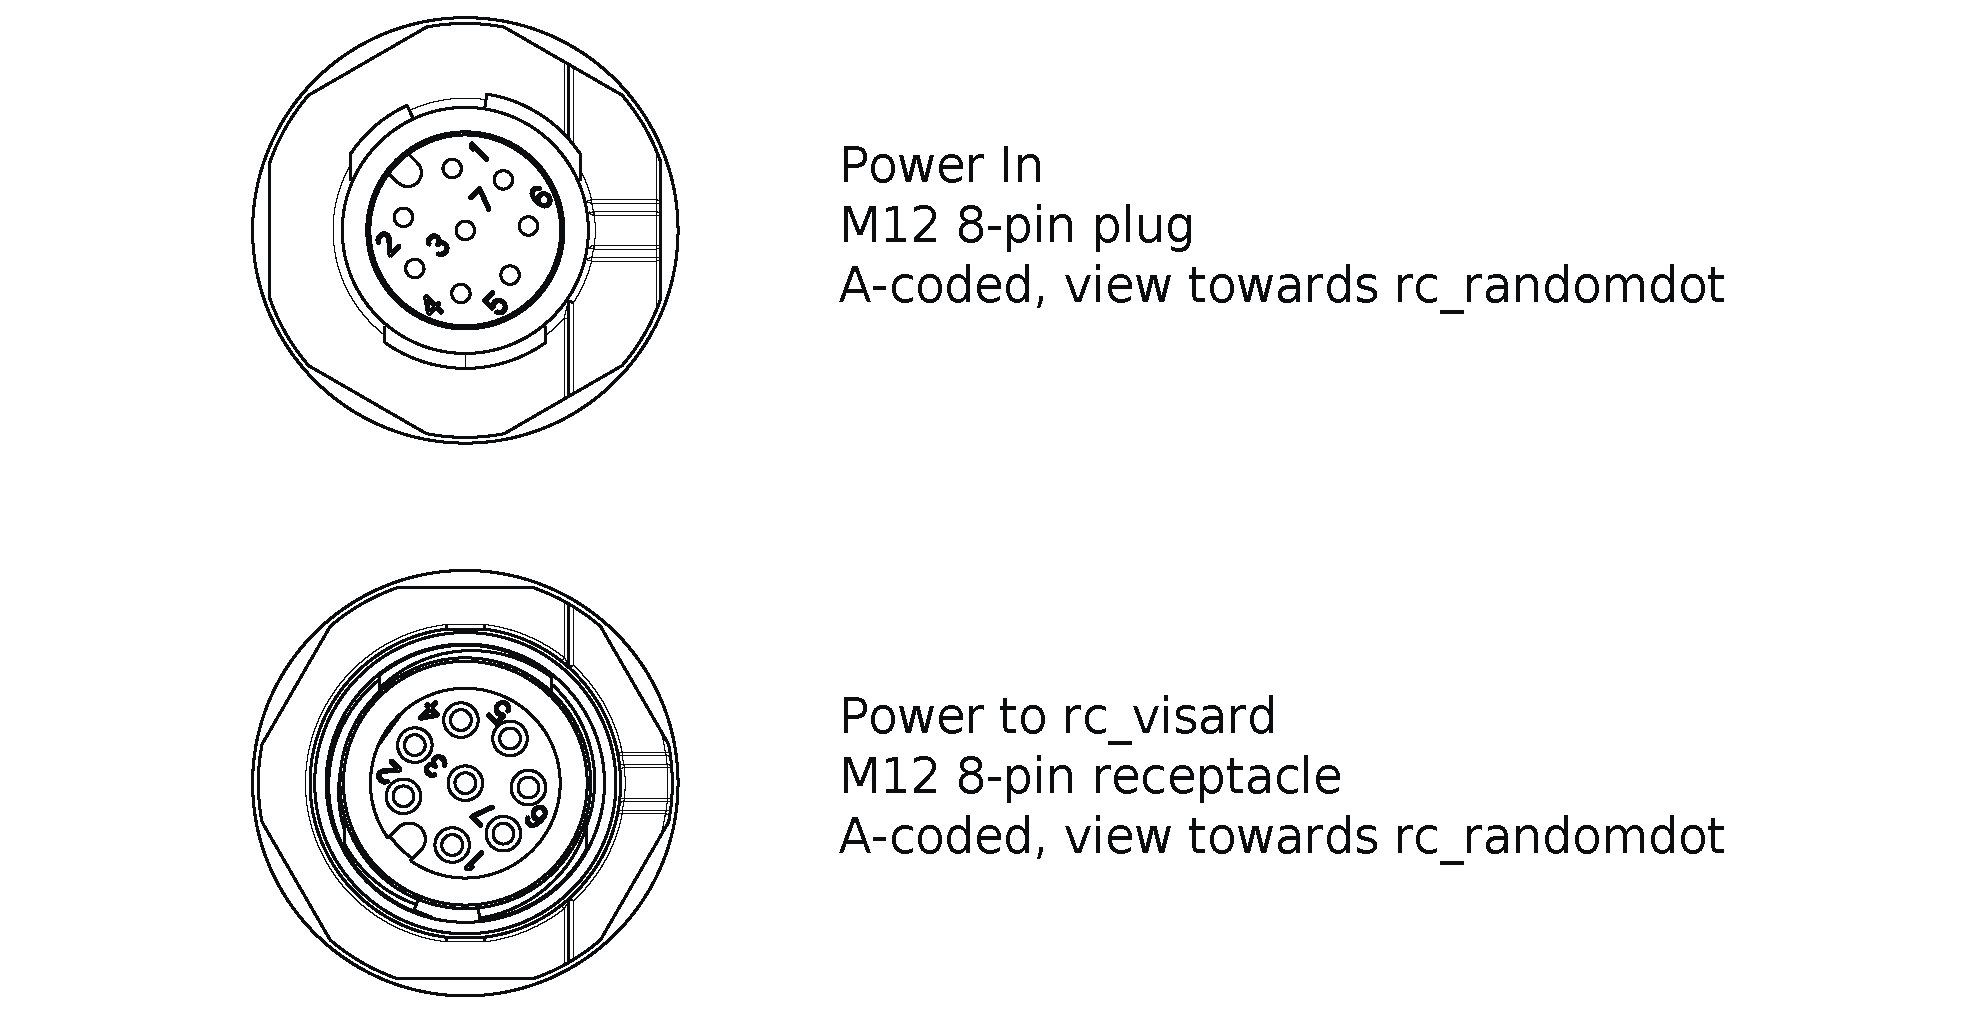 1
7
6
2
3
4
5
Power In
M12 8-pin plug
A-coded, view towards rc_randomdot
4
5
3
2
7
6
1
Power to rc_visard
M12 8-pin receptacle
A-coded, view towards rc_randomdot